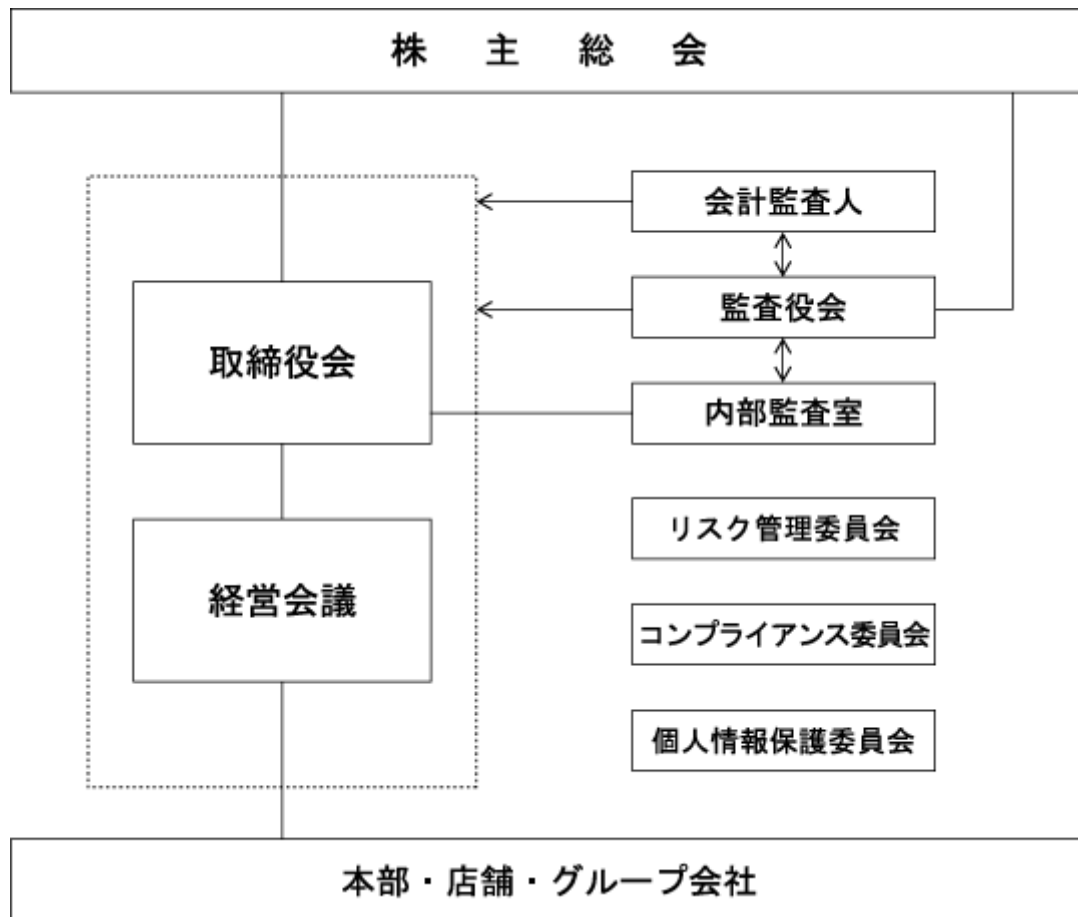 株主総会
会計監査人
監査役会
取締役会
内部監査室
リスク管理委員会
経営会議
コンプライアンス委員会
個人情報保護委員会
本部・店舗・グループ会社